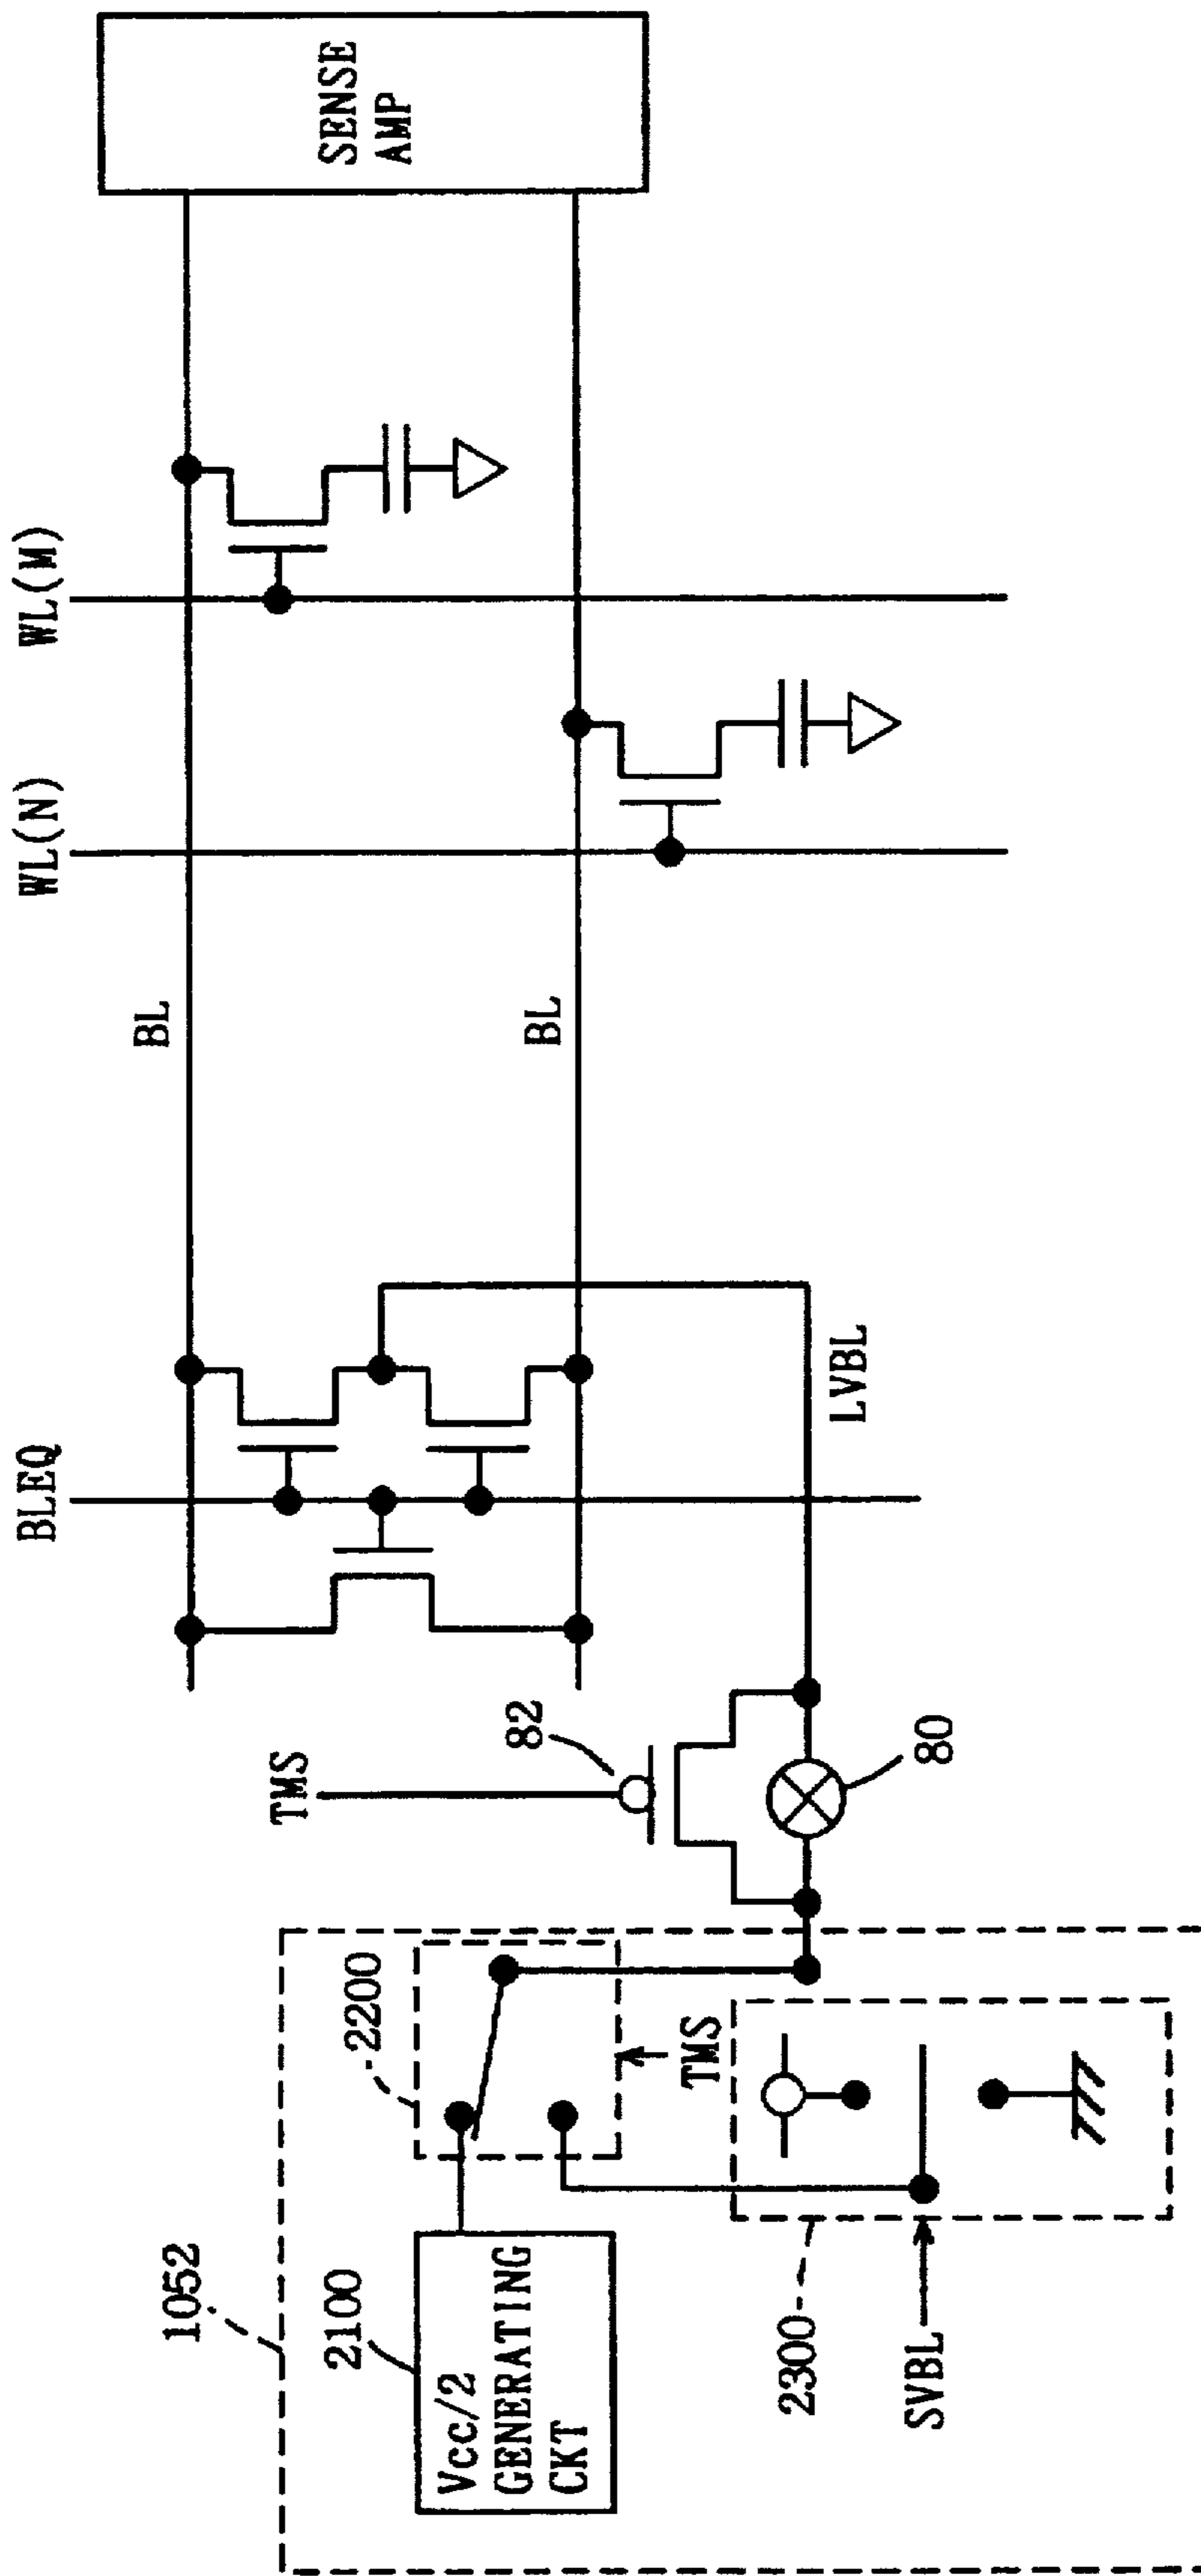 SENSE
AMP
WL(M)
WL(N)
BL
BL
BLEQ
LVBL
TMS
82
80
2200
TMS
1052
2100
Vcc/2
GENERATING
CKT
2300
SVBL